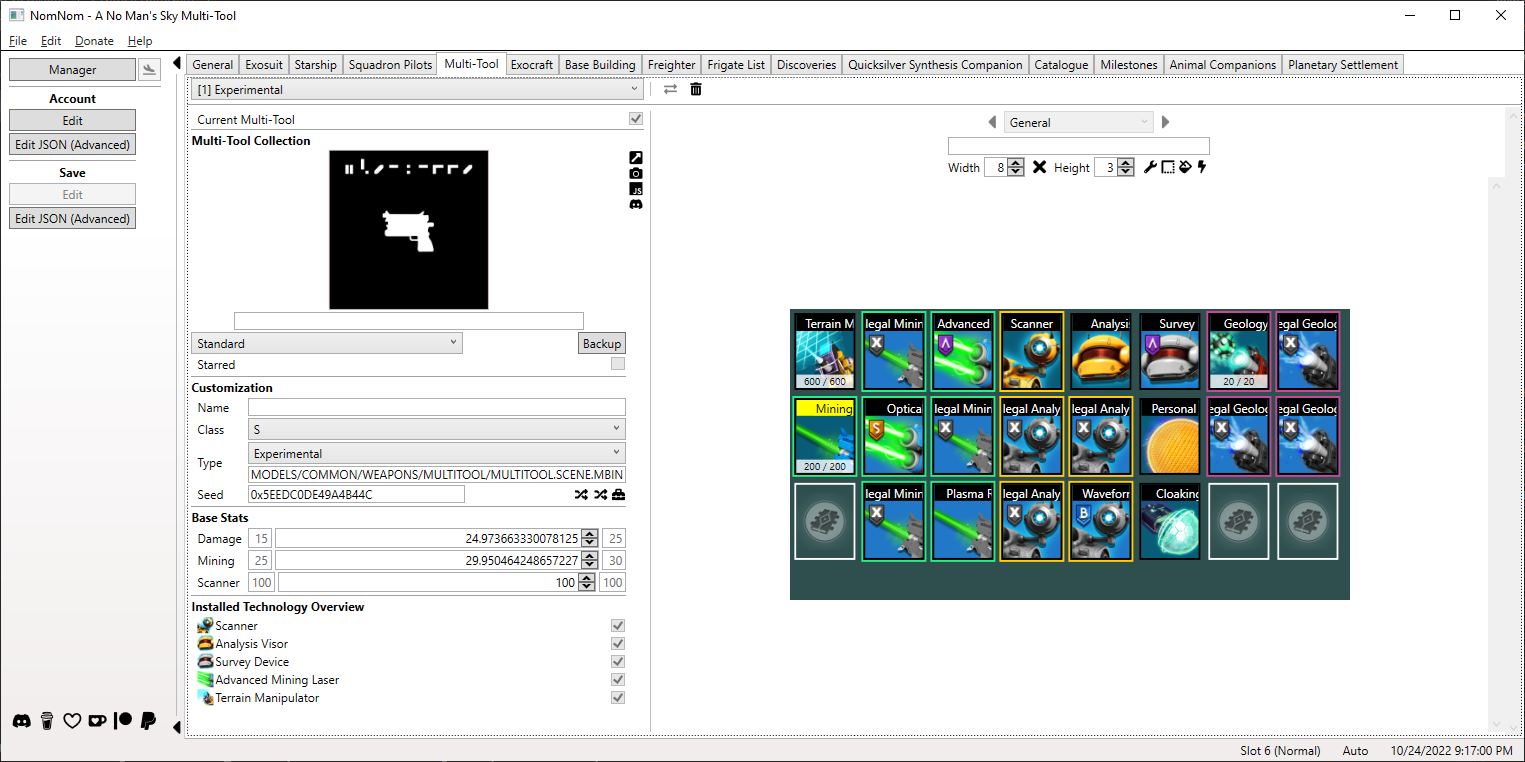 NomNom - A No Man's Sky Multi-Tool
File Edit Donate Help
Manager
Account
Edit
Edit JSON (Advanced)
Save
Edit
Edit JSON (Advanced)
General Exosuit Starship Squadron Pilots Multi-Tool Exocraft Base Building Freighter Frigate List Discoveries Quicksilver Synthesis Companion Catalogue Milestones Animal Companions Planetary Settlement
[1] Experimental
Current Multi-Tool
Multi-Tool Collection
JS
Standard
Backup
Starred
Customization
Name
Class S
Type Experimental
MODELS/COMMON/WEAPONS/MULTITOOL/MULTITOOL.SCENE.MBIN
Seed 0x5EEDC0DE49A4B44C
Base Stats
Damage 15 24.973663330078125 25
Mining 25 29.950464248657227 30
Scanner 100 100 100
Installed Technology Overview
Scanner
Analysis Visor
Survey Device
Advanced Mining Laser
Terrain Manipulator
General
Width 8 Height 3
Terrain M legal Minin Advanced Scanner Analysi Survey Geology egal Geoloc
X X
600 / 600 20 / 20
Mining Optica legal Minin legal Analy legal Analy Personal egal Geoloc egal Geoloc
S X X X X X
200 / 200
legal Minin Plasma R legal Analy Waveforr Cloaking
X X B
Slot 6 (Normal) Auto 10/24/2022 9:17:00 PM